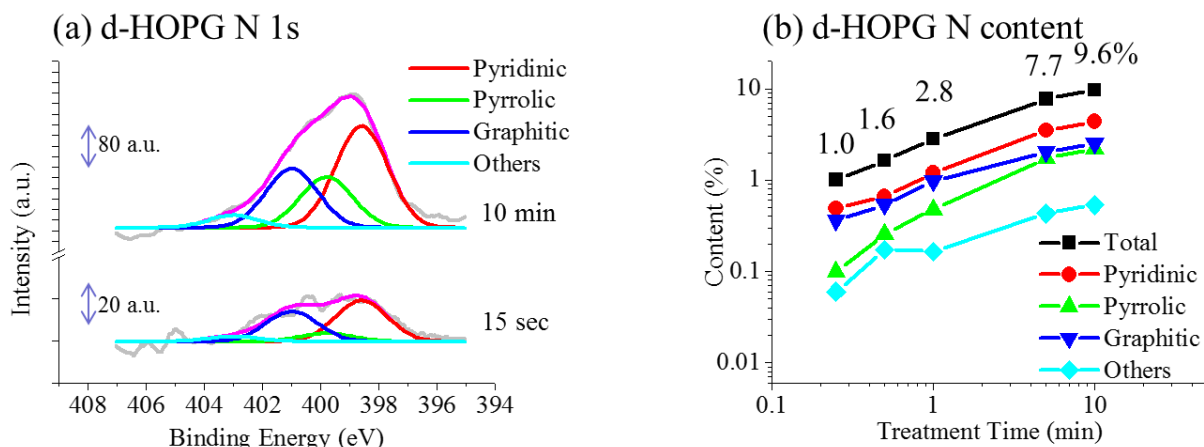 (a) d-HOPG N 1s
Pyridinic
Pyrrolic
Graphitic
Others
80 a.u.
10 min
20 a.u.
15 sec
Intensity (a.u.)
408 406 404 402 400 398 396 394
Binding Energy (eV)
(b) d-HOPG N content
1.0 1.6 2.8 7.7 9.6%
10
1
0.1
0.01
Content (%)
Total
Pyridinic
Pyrrolic
Graphitic
Others
0.1 1 10
Treatment Time (min)